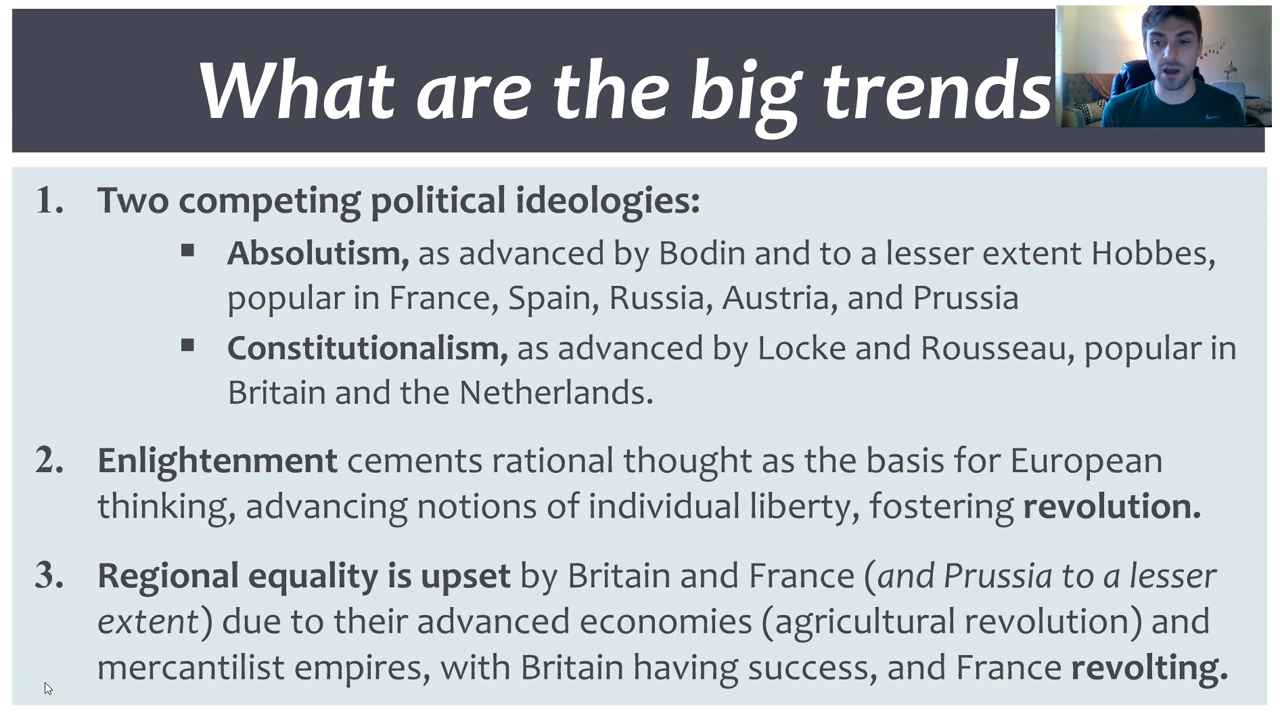 What are the big trends
1. Two competing political ideologies:
▪ Absolutism, as advanced by Bodin and to a lesser extent Hobbes,
popular in France, Spain, Russia, Austria, and Prussia
▪ Constitutionalism, as advanced by Locke and Rousseau, popular in
Britain and the Netherlands.
2. Enlightenment cements rational thought as the basis for European
thinking, advancing notions of individual liberty, fostering revolution.
3. Regional equality is upset by Britain and France (and Prussia to a lesser
extent) due to their advanced economies (agricultural revolution) and
mercantilist empires, with Britain having success, and France revolting.